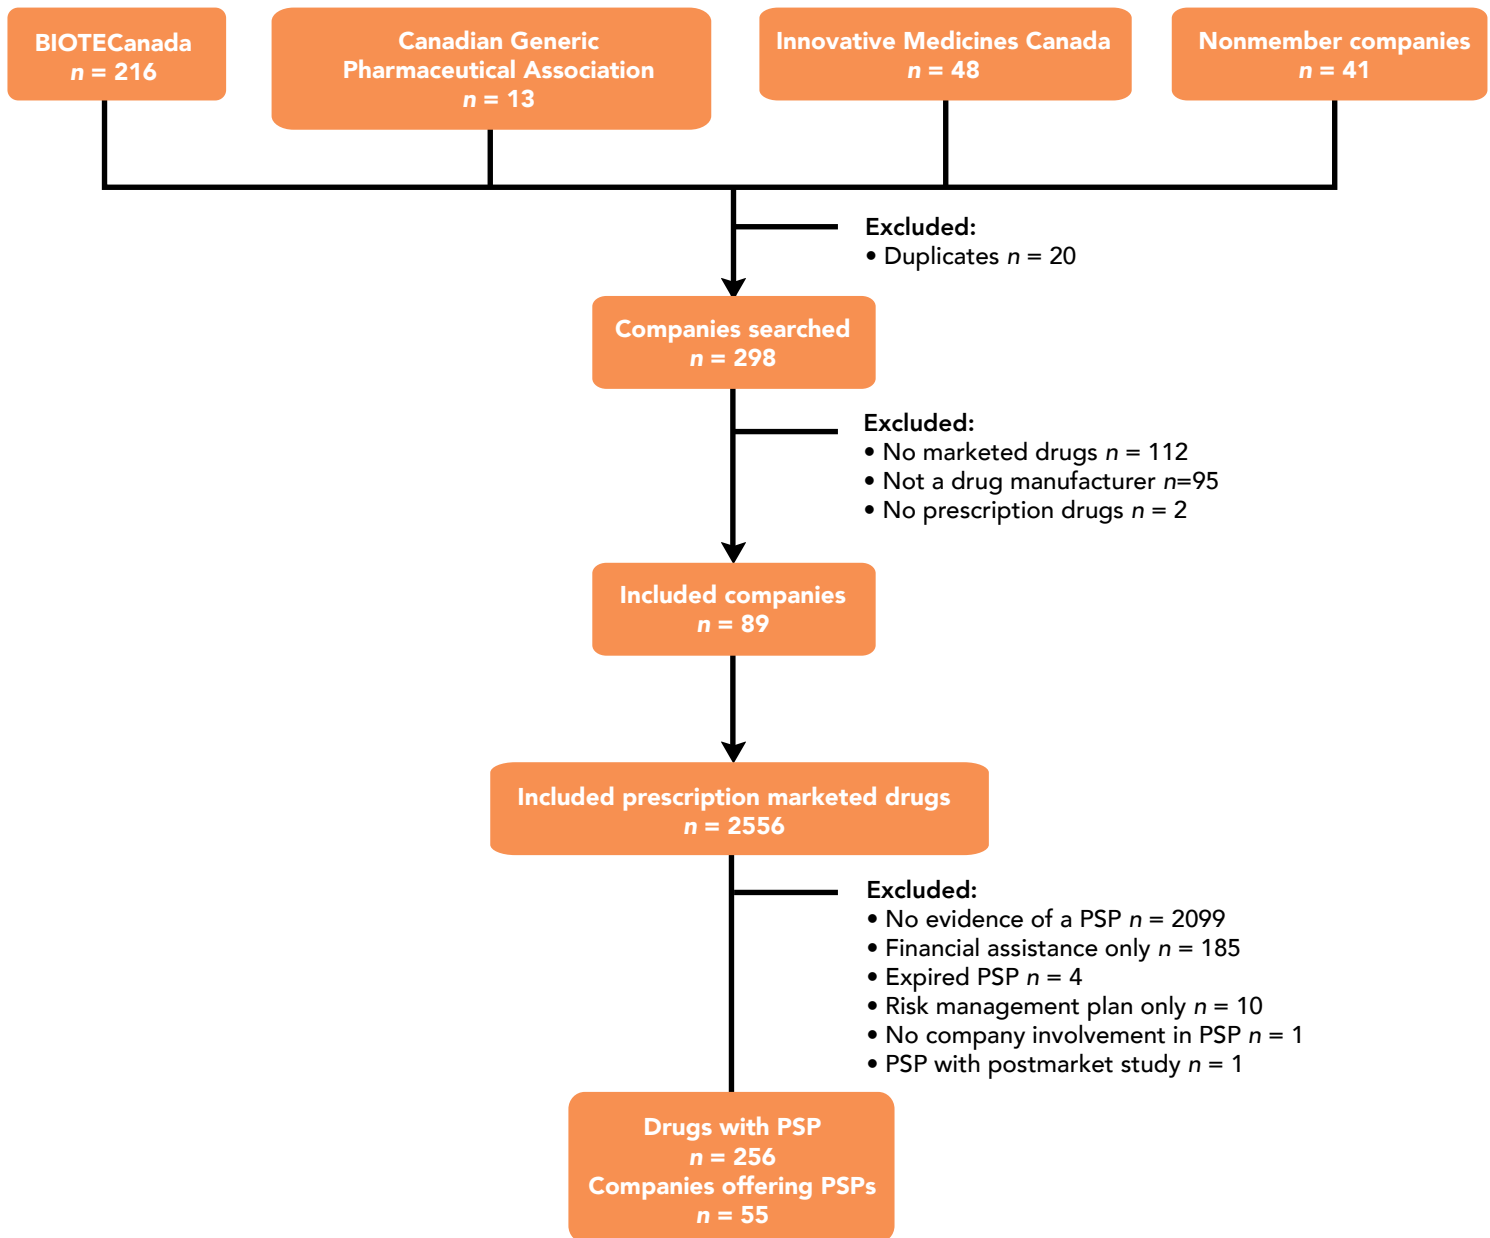 BIOTECanada
n = 216
Canadian Generic
Pharmaceutical Association
n = 13
Innovative Medicines Canada
n = 48
Nonmember companies
n = 41
Excluded:
• Duplicates n = 20
Companies searched
n = 298
Excluded:
• No marketed drugs n = 112
• Not a drug manufacturer n=95
• No prescription drugs n = 2
Included companies
n = 89
Included prescription marketed drugs
n = 2556
Excluded:
• No evidence of a PSP n = 2099
• Financial assistance only n = 185
• Expired PSP n = 4
• Risk management plan only n = 10
• No company involvement in PSP n = 1
• PSP with postmarket study n = 1
Drugs with PSP
n = 256
Companies offering PSPs
n = 55